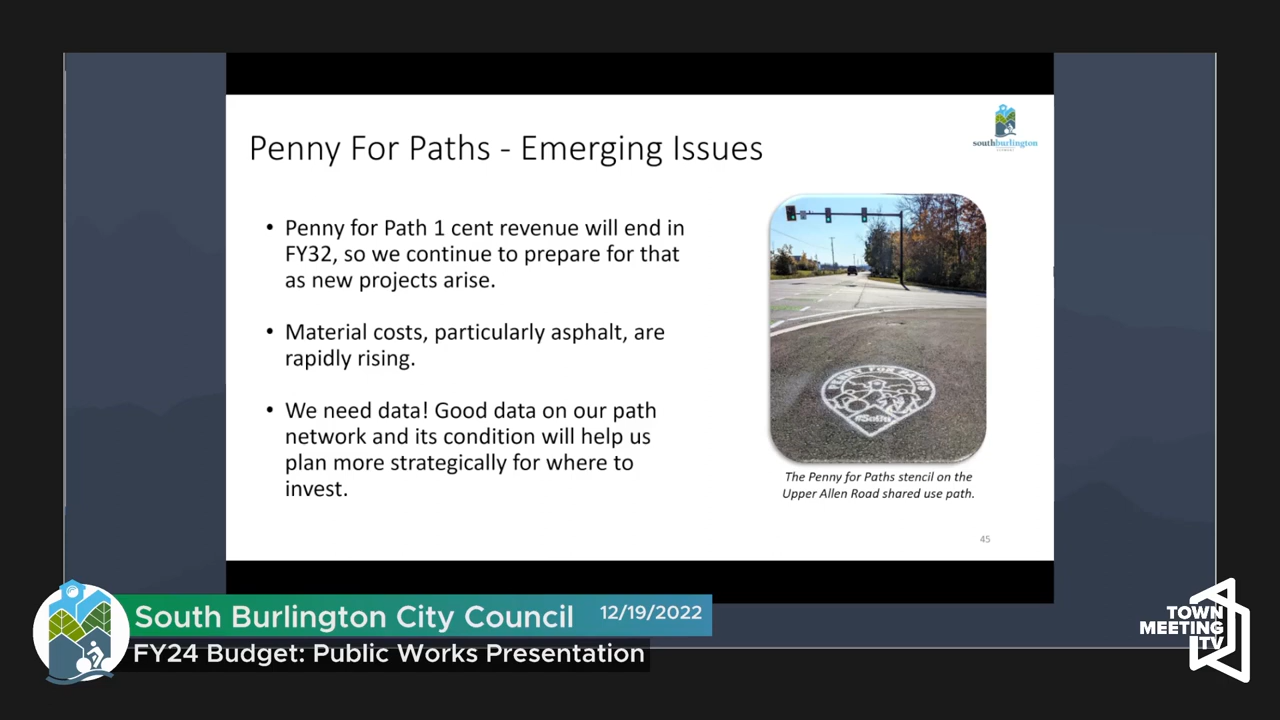 Penny For Paths - Emerging Issues
southburlington
• Penny for Path 1 cent revenue will end in
FY32, so we continue to prepare for that
as new projects arise.
• Material costs, particularly asphalt, are
rapidly rising.
• We need data! Good data on our path
network and its condition will help us
plan more strategically for where to
invest.
PENNY FOR PATHS
#SoBu
The Penny for Paths stencil on the
Upper Allen Road shared use path.
45
South Burlington City Council 12/19/2022
FY24 Budget: Public Works Presentation
TOWN
MEETING
TV